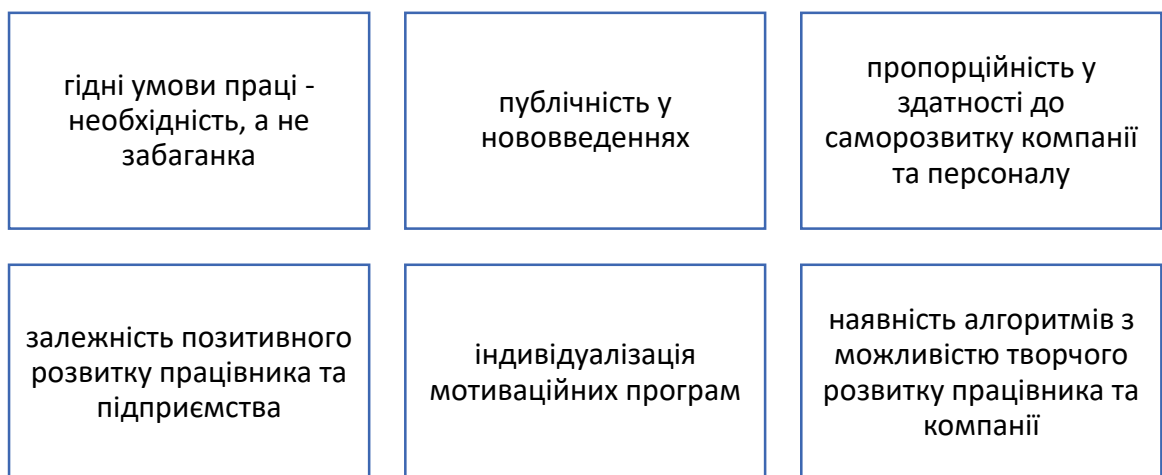 гідні умови праці -
необхідність, а не
забаганка
публічність у
нововведеннях
пропорційність у
здатності до
саморозвитку компанії
та персоналу
залежність позитивного
розвитку працівника та
підприємства
індивідуалізація
мотиваційних програм
наявність алгоритмів з
можливістю творчого
розвитку працівника та
компанії